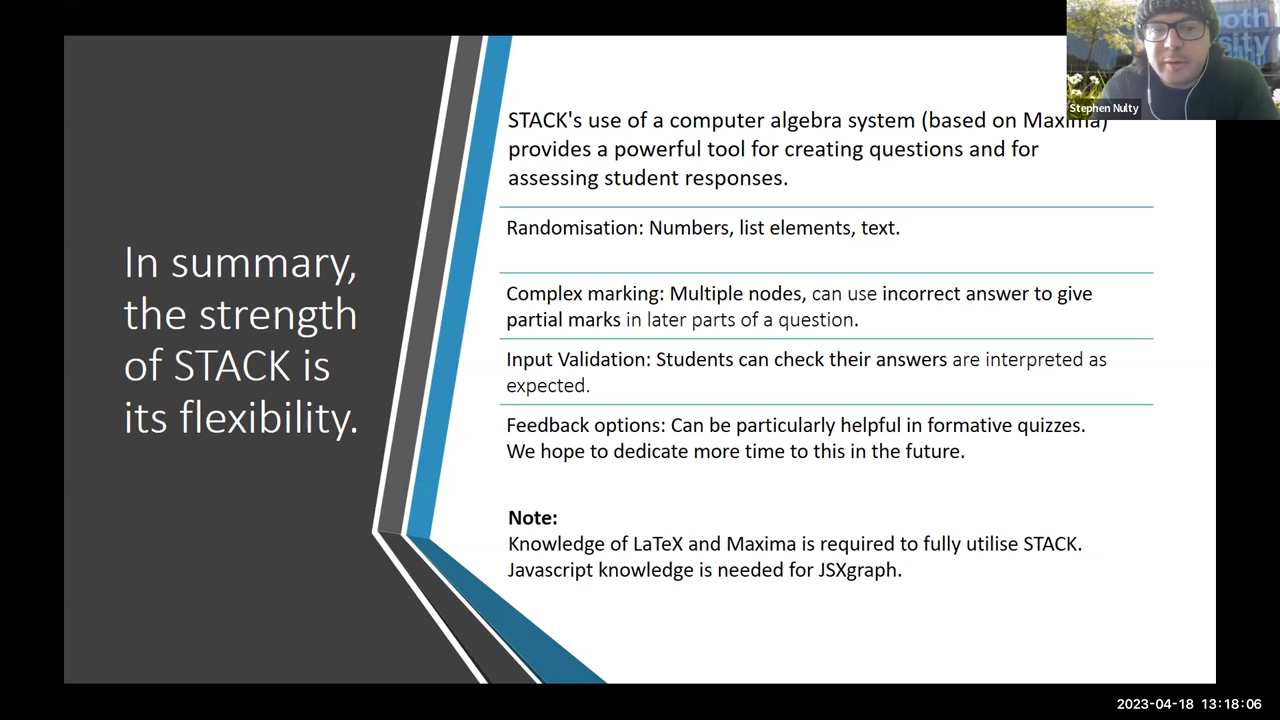 In summary,
the strength
of STACK is
its flexibility.
STACK's use of a computer algebra system (based on Maxima)
provides a powerful tool for creating questions and for
assessing student responses.
Randomisation: Numbers, list elements, text.
Complex marking: Multiple nodes, can use incorrect answer to give
partial marks in later parts of a question.
Input Validation: Students can check their answers are interpreted as
expected.
Feedback options: Can be particularly helpful in formative quizzes.
We hope to dedicate more time to this in the future.
Note:
Knowledge of LaTeX and Maxima is required to fully utilise STACK.
Javascript knowledge is needed for JSXgraph.
Stephen Nulty
2023-04-18 13:18:06